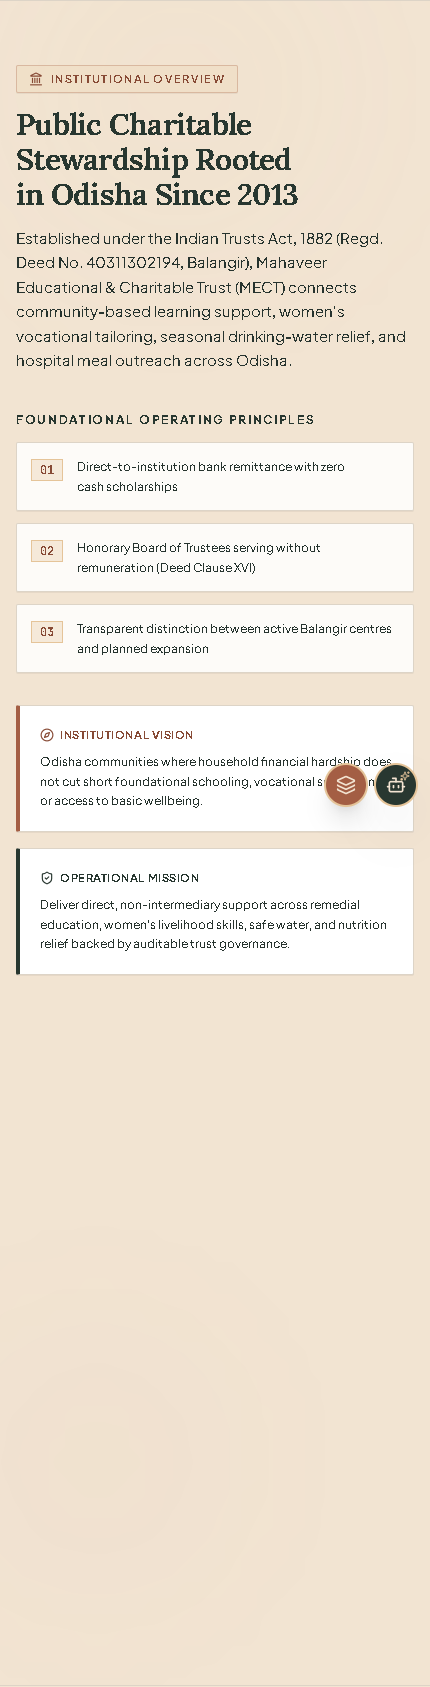 INSTITUTIONAL OVERVIEW
Public Charitable
Stewardship Rooted
in Odisha Since 2013
Established under the Indian Trusts Act, 1882 (Regd.
Deed No. 40311302194, Balangir), Mahaveer
Educational & Charitable Trust (MECT) connects
community-based learning support, women's
vocational tailoring, seasonal drinking-water relief, and
hospital meal outreach across Odisha.
FOUNDATIONAL OPERATING PRINCIPLES
01
Direct-to-institution bank remittance with zero
cash scholarships
02
Honorary Board of Trustees serving without
remuneration (Deed Clause XVI)
03
Transparent distinction between active Balangir centres
and planned expansion
INSTITUTIONAL VISION
Odisha communities where household financial hardship does
not cut short foundational schooling, vocational
or access to basic wellbeing.
OPERATIONAL MISSION
Deliver direct, non-intermediary support across remedial
education, women's livelihood skills, safe water, and nutrition
relief backed by auditable trust governance.